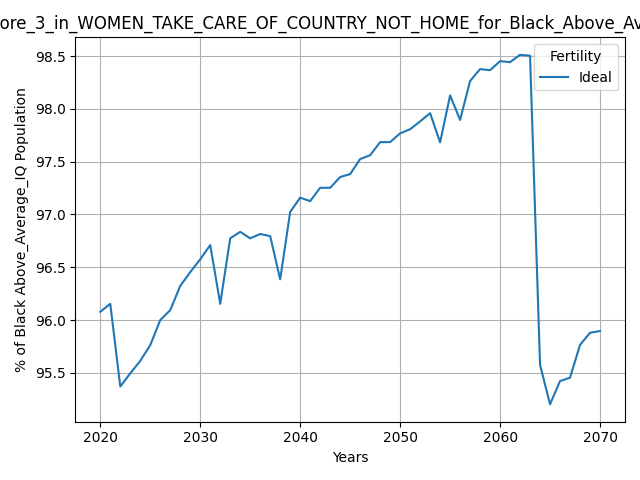 ore_3_in_WOMEN_TAKE_CARE_OF_COUNTRY_NOT_HOME_for_Black_Above_Av
Fertility
Ideal
98.5
98.0
97.5
97.0
96.5
96.0
95.5
% of Black Above_Average_IQ Population
2020 2030 2040 2050 2060 2070
Years